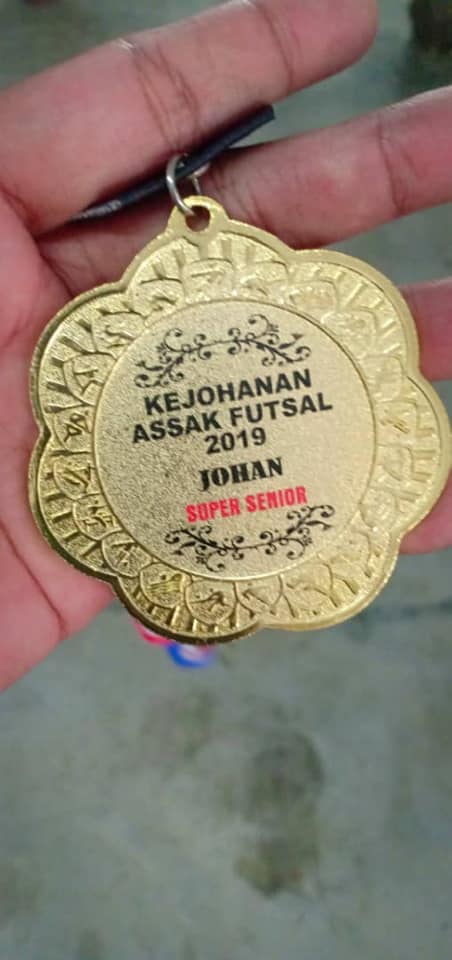 KEJOHANAN
ASSAK FUTSAL
2019
JOHAN
SUPER SENIOR